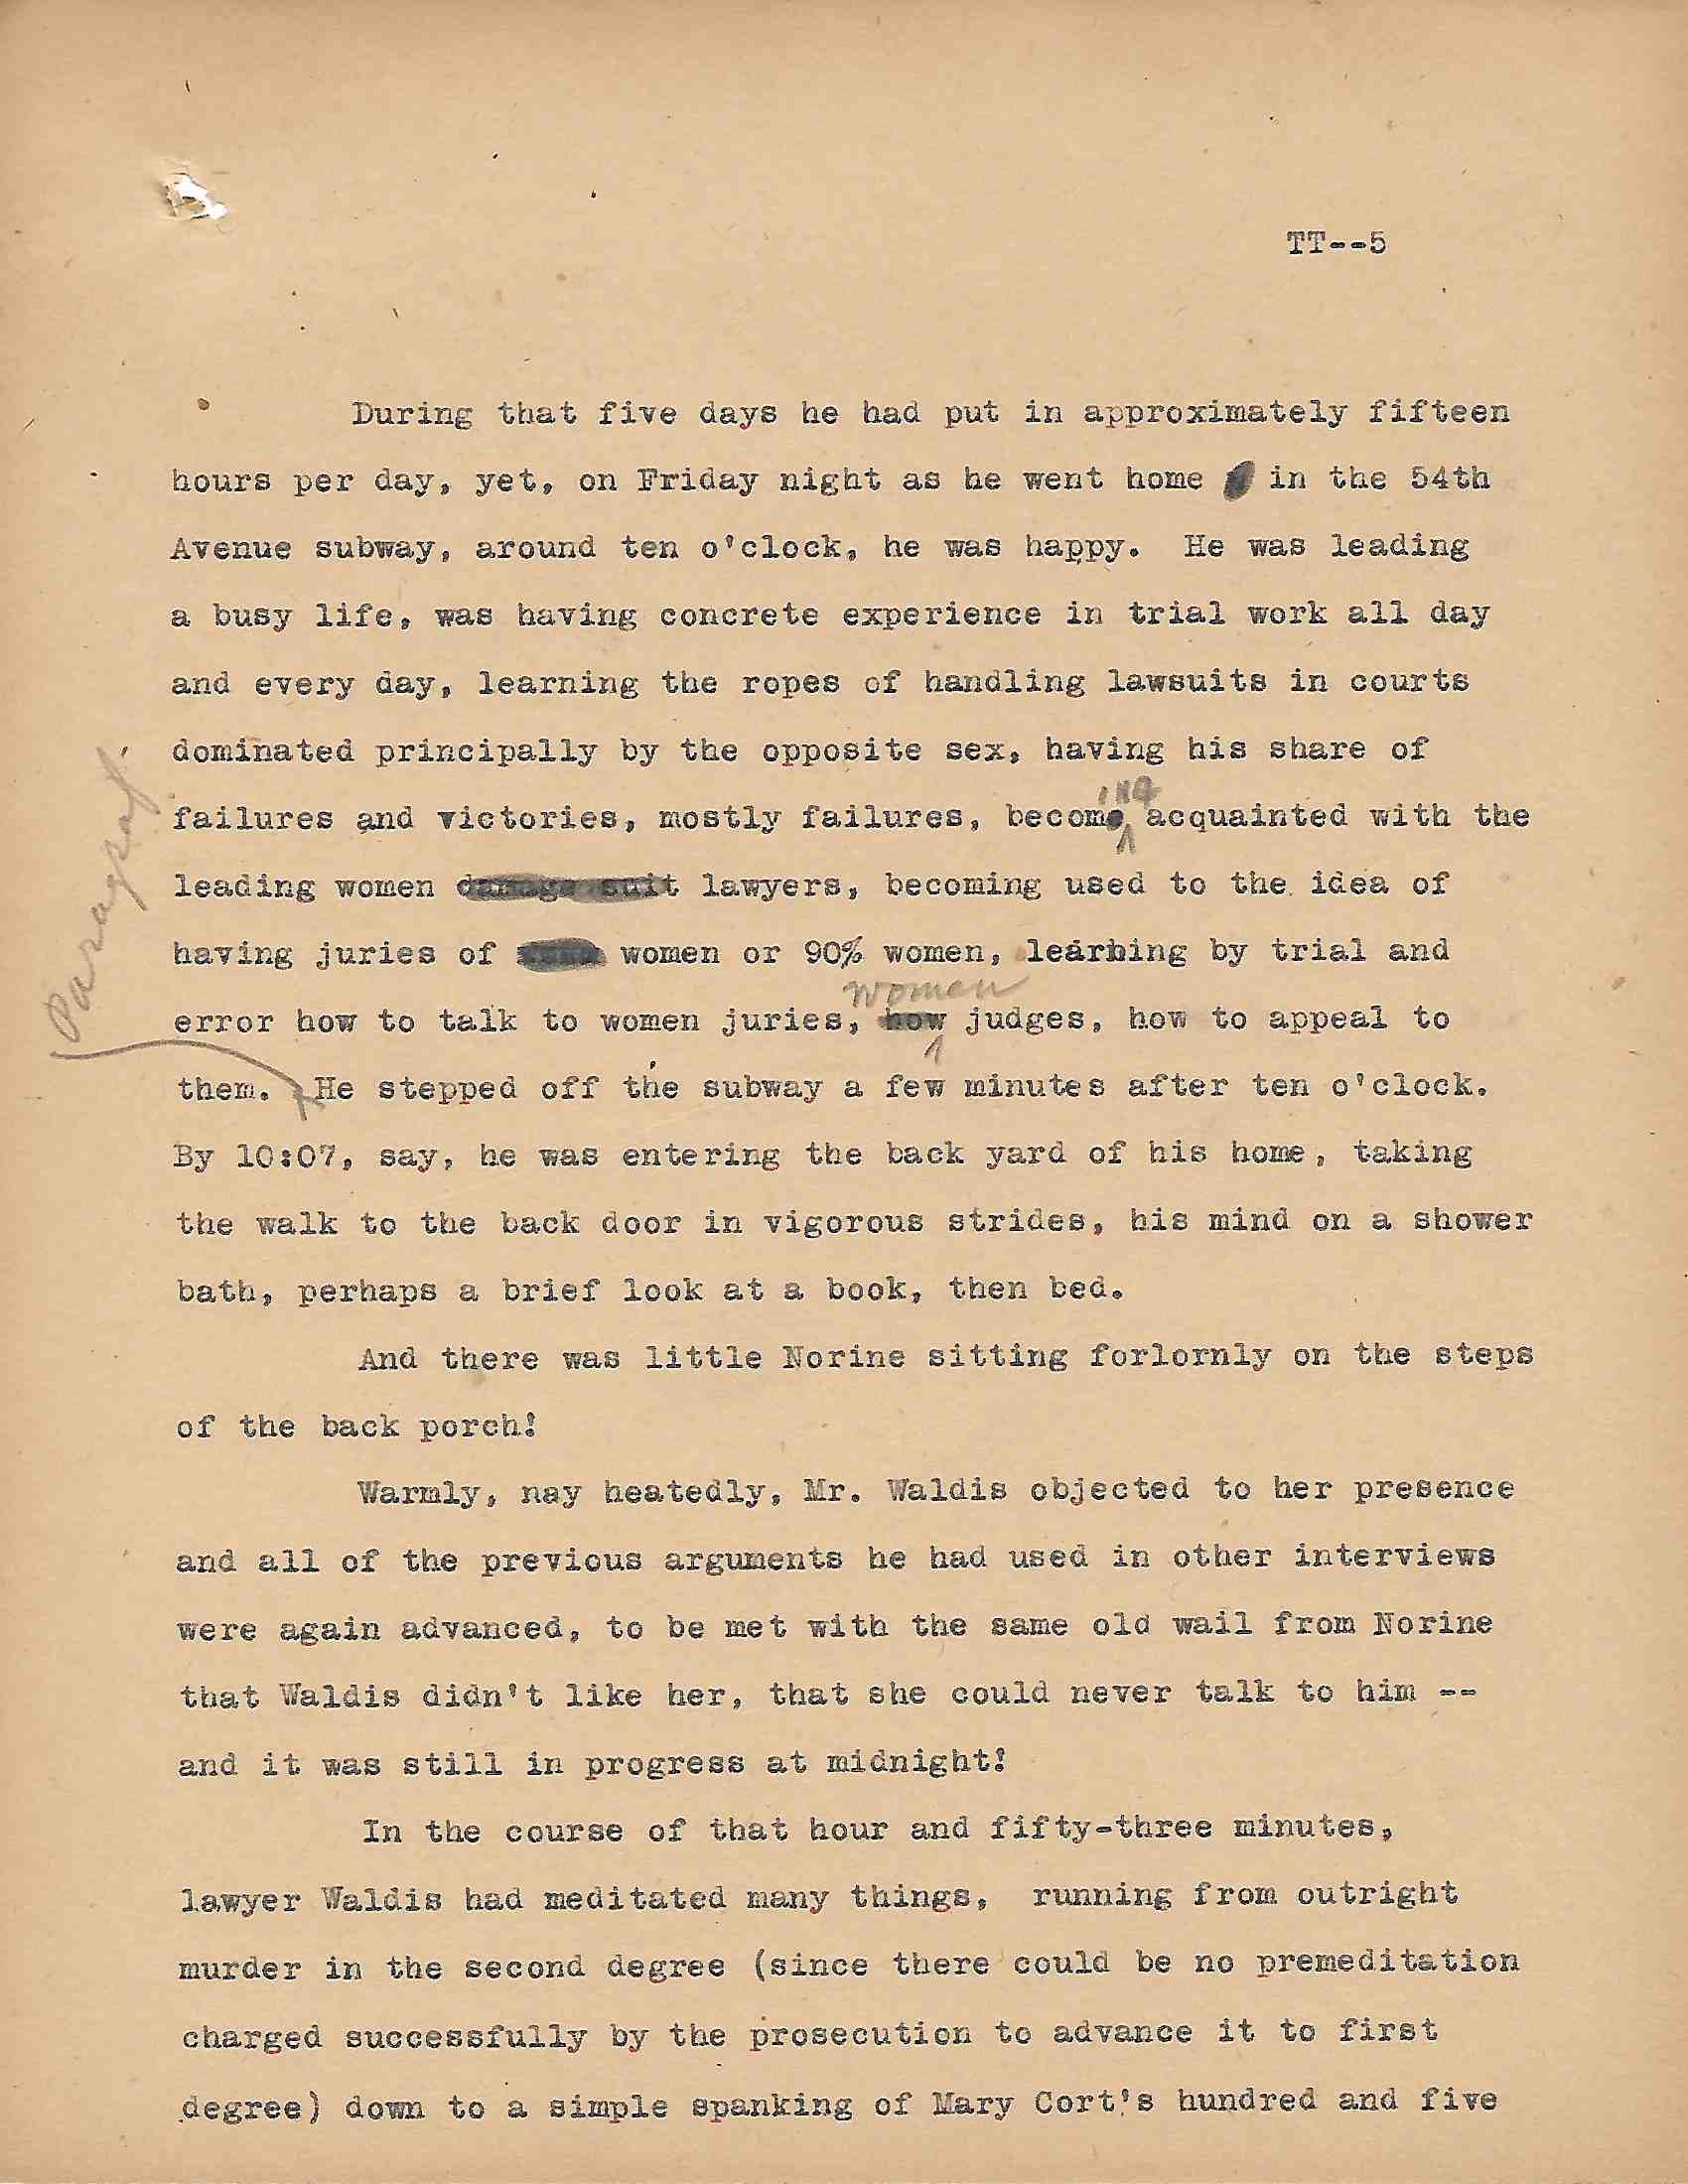 TT--5
During that five days he had put in approximately fifteen
hours per day, yet, on Friday night as he went home in the 54th
Avenue subway, around ten o'clock, he was happy. He was leading
a busy life, was having concrete experience in trial work all day
and every day, learning the ropes of handling lawsuits in courts
dominated principally by the opposite sex, having his share of
failures and victories, mostly failures, becoming acquainted with the
leading women damage suit lawyers, becoming used to the idea of
having juries of women or 90% women, learning by trial and
women
error how to talk to women juries, how judges, how to appeal to
Paragraf.
them. He stepped off the subway a few minutes after ten o'clock.
By 10:07, say, he was entering the back yard of his home, taking
the walk to the back door in vigorous strides, his mind on a shower
bath, perhaps a brief look at a book, then bed.
And there was little Norine sitting forlornly on the steps
of the back porch!
Warmly, nay heatedly, Mr. Waldis objected to her presence
and all of the previous arguments he had used in other interviews
were again advanced, to be met with the same old wail from Norine
that Waldis didn't like her, that she could never talk to him --
and it was still in progress at midnight!
In the course of that hour and fifty-three minutes,
lawyer Waldis had meditated many things, running from outright
murder in the second degree (since there could be no premeditation
charged successfully by the prosecution to advance it to first
degree) down to a simple spanking of Mary Cort's hundred and five